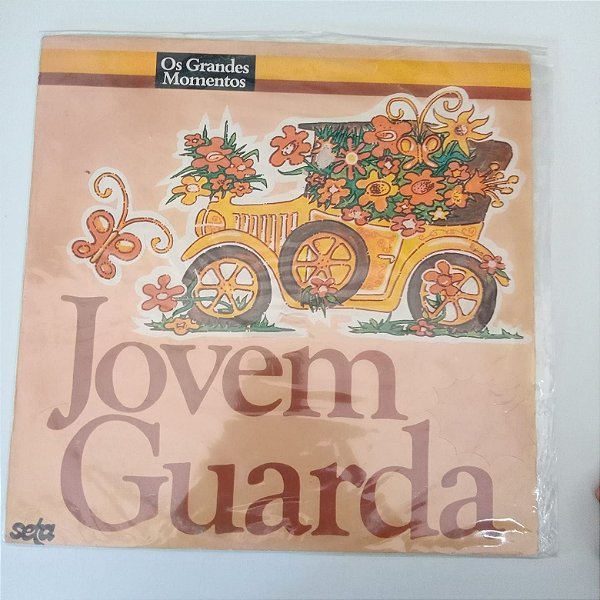 Os Grandes
Momentos
Jovem
Guarda
seta